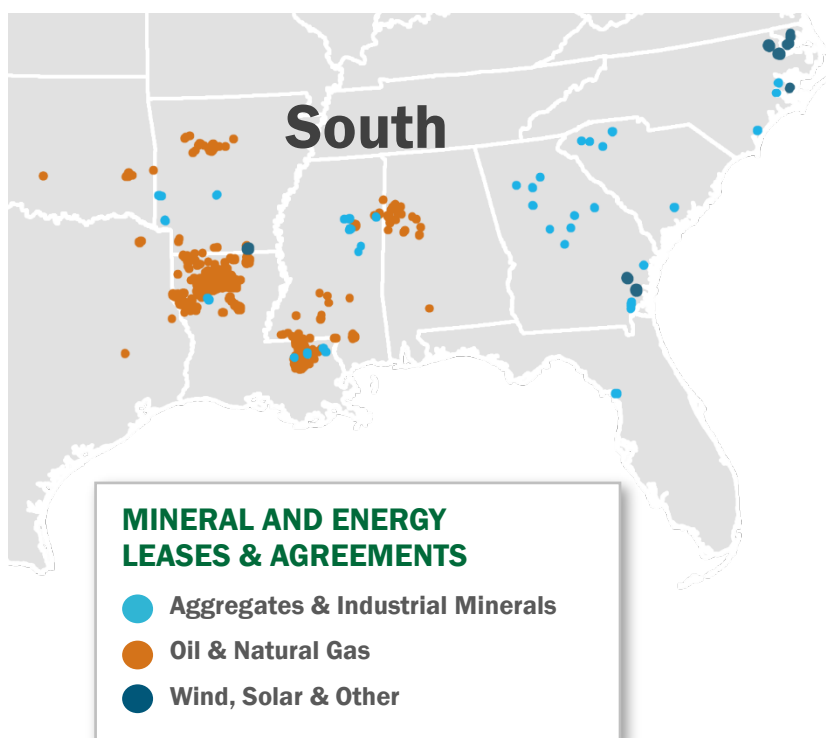 South
MINERAL AND ENERGY
LEASES & AGREEMENTS
Aggregates & Industrial Minerals
Oil & Natural Gas
Wind, Solar & Other